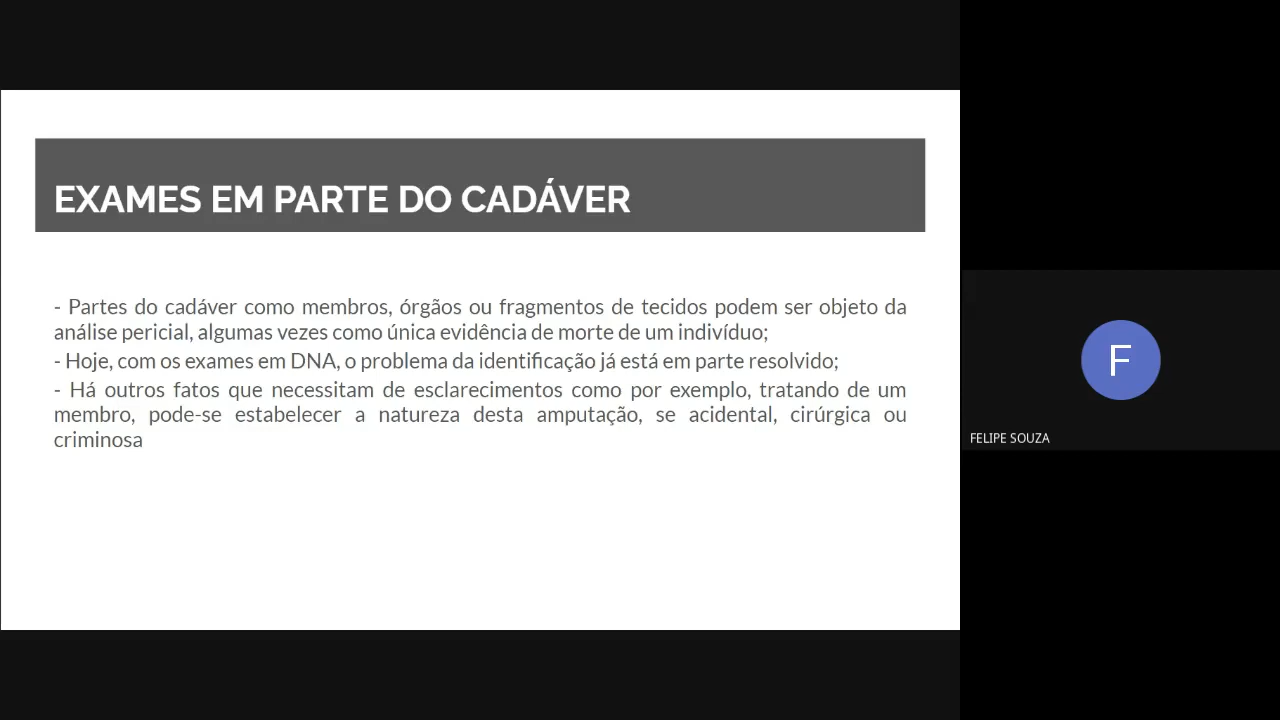 EXAMES EM PARTE DO CADÁVER
- Partes do cadáver como membros, órgãos ou fragmentos de tecidos podem ser objeto da
análise pericial, algumas vezes como única evidência de morte de um indivíduo;
- Hoje, com os exames em DNA, o problema da identificação já está em parte resolvido;
- Há outros fatos que necessitam de esclarecimentos como por exemplo, tratando de um
membro, pode-se estabelecer a natureza desta amputação, se acidental, cirúrgica ou
criminosa
F
FELIPE SOUZA